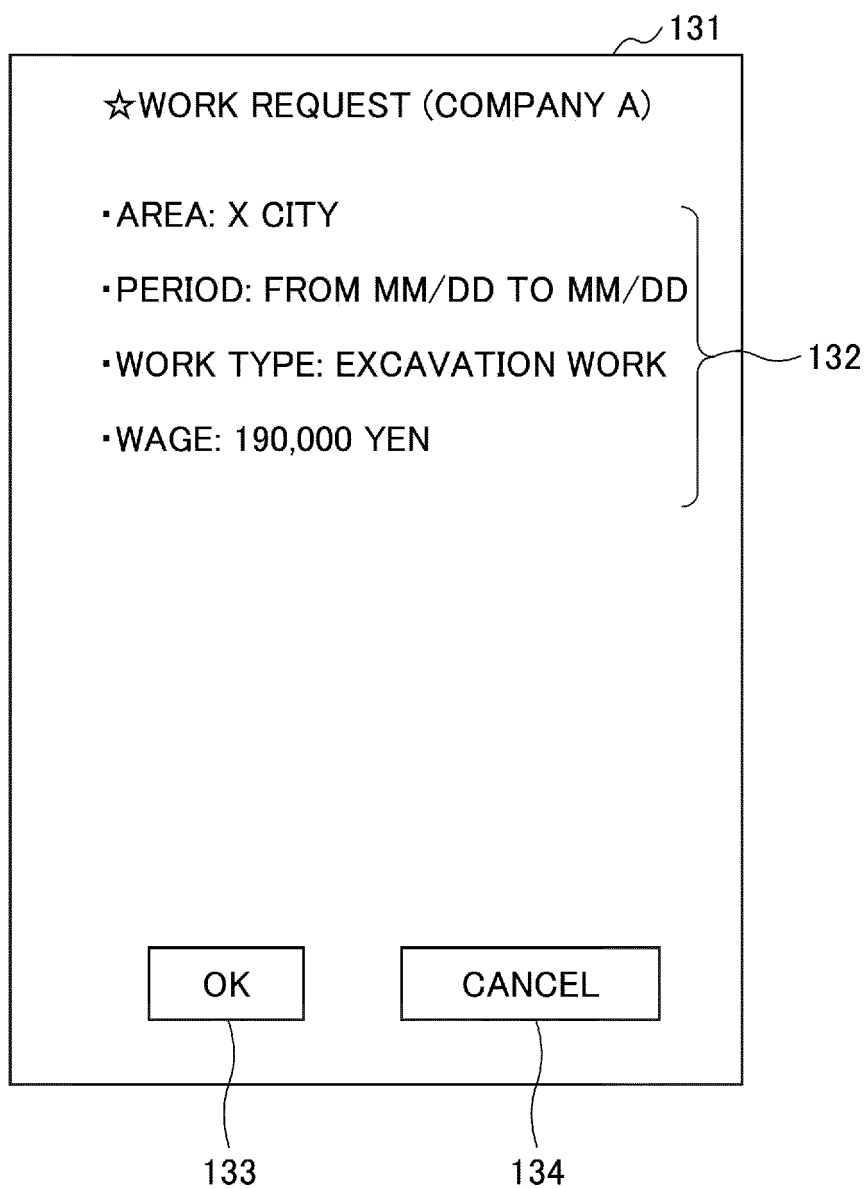 131
☆WORK REQUEST (COMPANY A)
・AREA: X CITY
・PERIOD: FROM MM/DD TO MM/DD
・WORK TYPE: EXCAVATION WORK
132
・WAGE: 190,000 YEN
OK
CANCEL
133
134